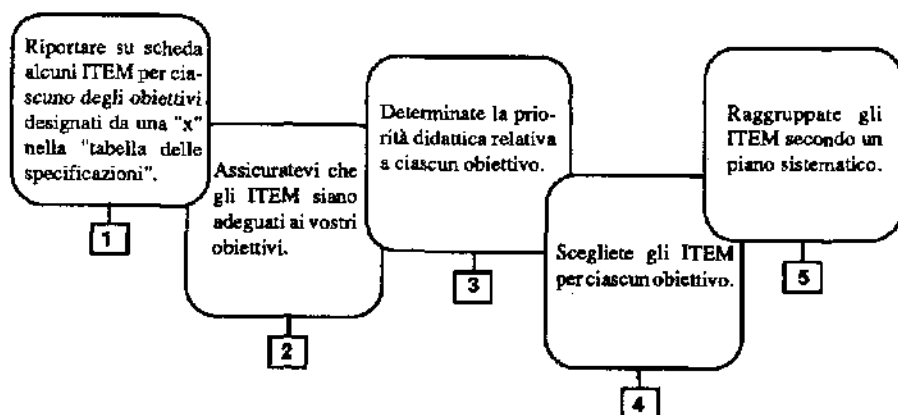 Riportare su scheda
alcuni ITEM per cia-
scuno degli obiettivi
designati da una "x"
nella "tabella delle
specificazioni".
1
Assicuratevi che
gli ITEM siano
adeguati ai vostri
obiettivi.
2
Determinate la prio-
rità didattica relativa
a ciascun obiettivo.
3
Scegliete gli ITEM
per ciascun obiettivo.
4
Raggruppate gli
ITEM secondo un
piano sistematico.
5